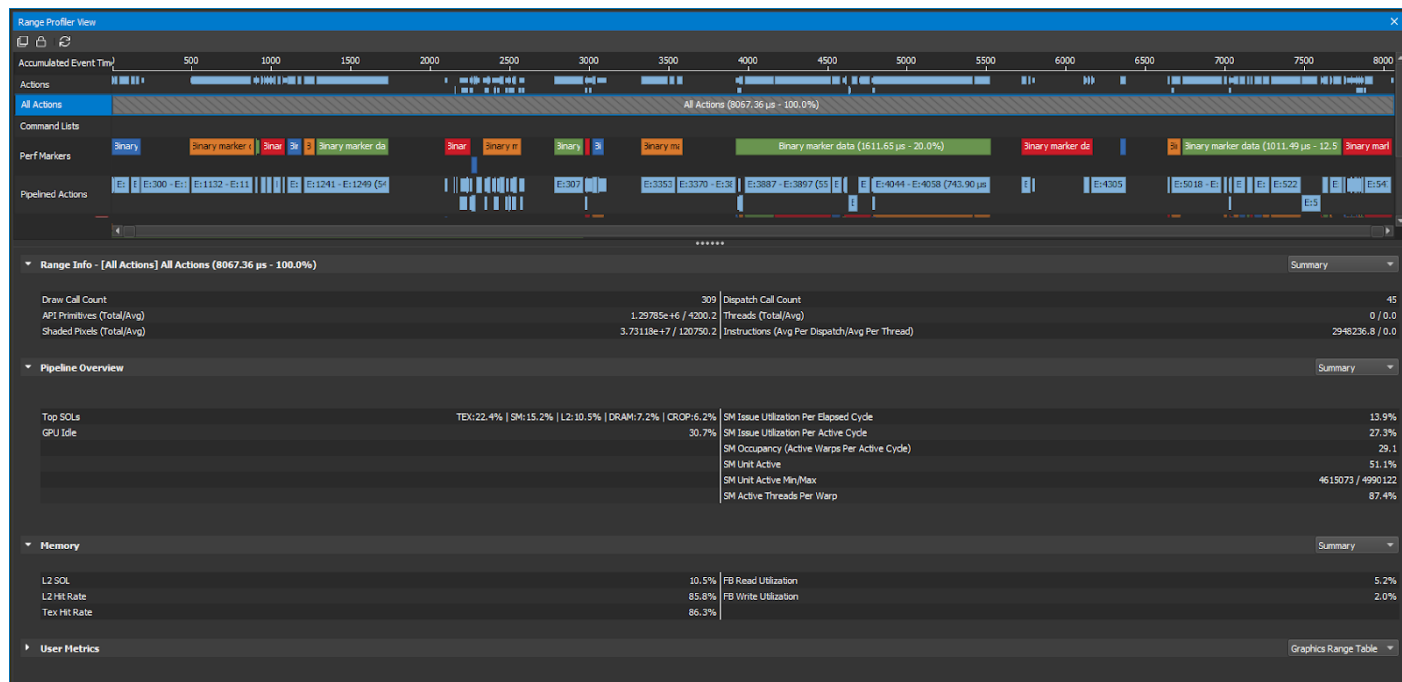 Range Profiler View
Accumulated Event Time 500 1000 1500 2000 2500 3000 3500 4000 4500 5000 5500 6000 6500 7000 7500 8000
Actions
All Actions All Actions (8067.36 µs - 100.0%)
Command Lists
Perf Markers Binary Binary marker Binar Bir B Binary marker da Binar Binary m Binary Bi Binary ma Binary marker data (1611.65 µs - 20.0%) Binary marker da Bi Binary marker data (1011.49 µs - 12.5 Binary marl
Pipelined Actions E: E E:300 - E: E:1132 - E:11 E: E:1241 - E:1249 (54 E:307 E:3353 E:3370 - E:38 E:3887 - E:3897 (55 E E E:4044 - E:4058 (743.90 µs E E:4305 E:5018 - E: E E: E:522 E E:54
E E E:5
Range Info - [All Actions] All Actions (8067.36 µs - 100.0%) Summary
Draw Call Count 309 Dispatch Call Count 45
API Primitives (Total/Avg) 1.29785e+6 / 4200.2 Threads (Total/Avg) 0 / 0.0
Shaded Pixels (Total/Avg) 3.73118e+7 / 120750.2 Instructions (Avg Per Dispatch/Avg Per Thread) 2948236.8 / 0.0
Pipeline Overview Summary
Top SOLs TEX:22.4% | SM:15.2% | L2:10.5% | DRAM:7.2% | CROP:6.2% SM Issue Utilization Per Elapsed Cycle 13.9%
GPU Idle 30.7% SM Issue Utilization Per Active Cycle 27.3%
SM Occupancy (Active Warps Per Active Cycle) 29.1
SM Unit Active 51.1%
SM Unit Active Min/Max 4615073 / 4990122
SM Active Threads Per Warp 87.4%
Memory Summary
L2 SOL 10.5% FB Read Utilization 5.2%
L2 Hit Rate 85.8% FB Write Utilization 2.0%
Tex Hit Rate 86.3%
User Metrics Graphics Range Table